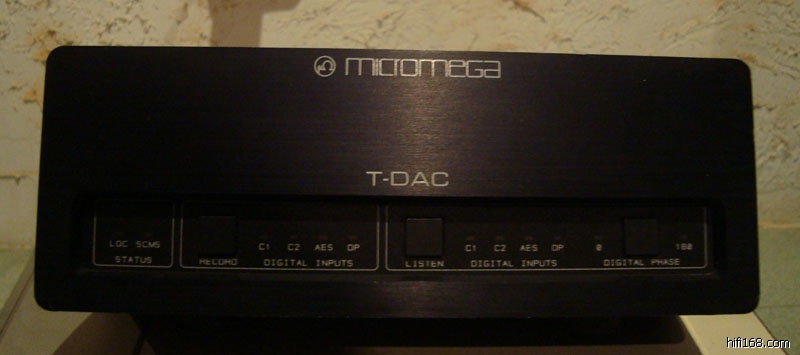 micromega
T-DAC
LOC SCMS
STATUS
RECORD
C1 C2 AES OP
DIGITAL INPUTS
LISTEN
C1 C2 AES OP
DIGITAL INPUTS
0 180
DIGITAL PHASE
hifi168.com